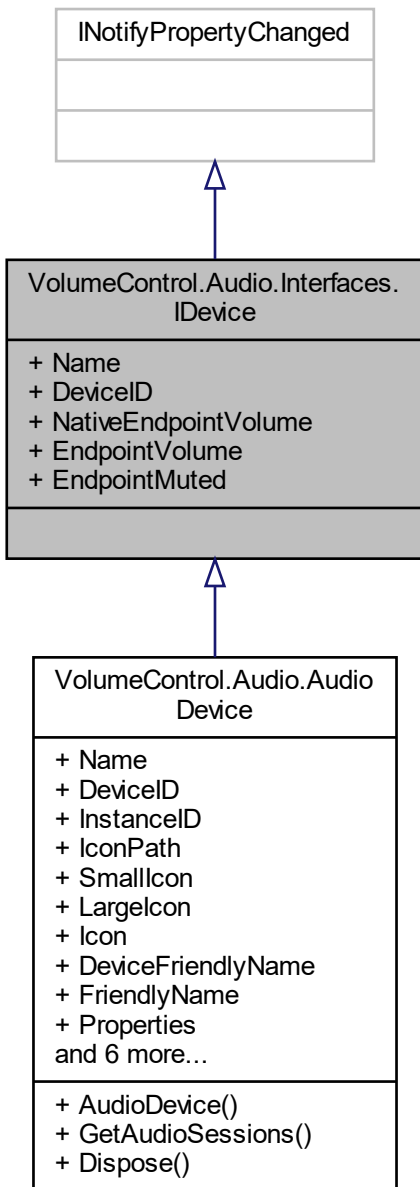 INotifyPropertyChanged
VolumeControl.Audio.Interfaces.
IDevice
+ Name
+ DeviceID
+ NativeEndpointVolume
+ EndpointVolume
+ EndpointMuted
VolumeControl.Audio.Audio
Device
+ Name
+ DeviceID
+ InstanceID
+ IconPath
+ SmallIcon
+ LargeIcon
+ Icon
+ DeviceFriendlyName
+ FriendlyName
+ Properties
and 6 more...
+ AudioDevice()
+ GetAudioSessions()
+ Dispose()